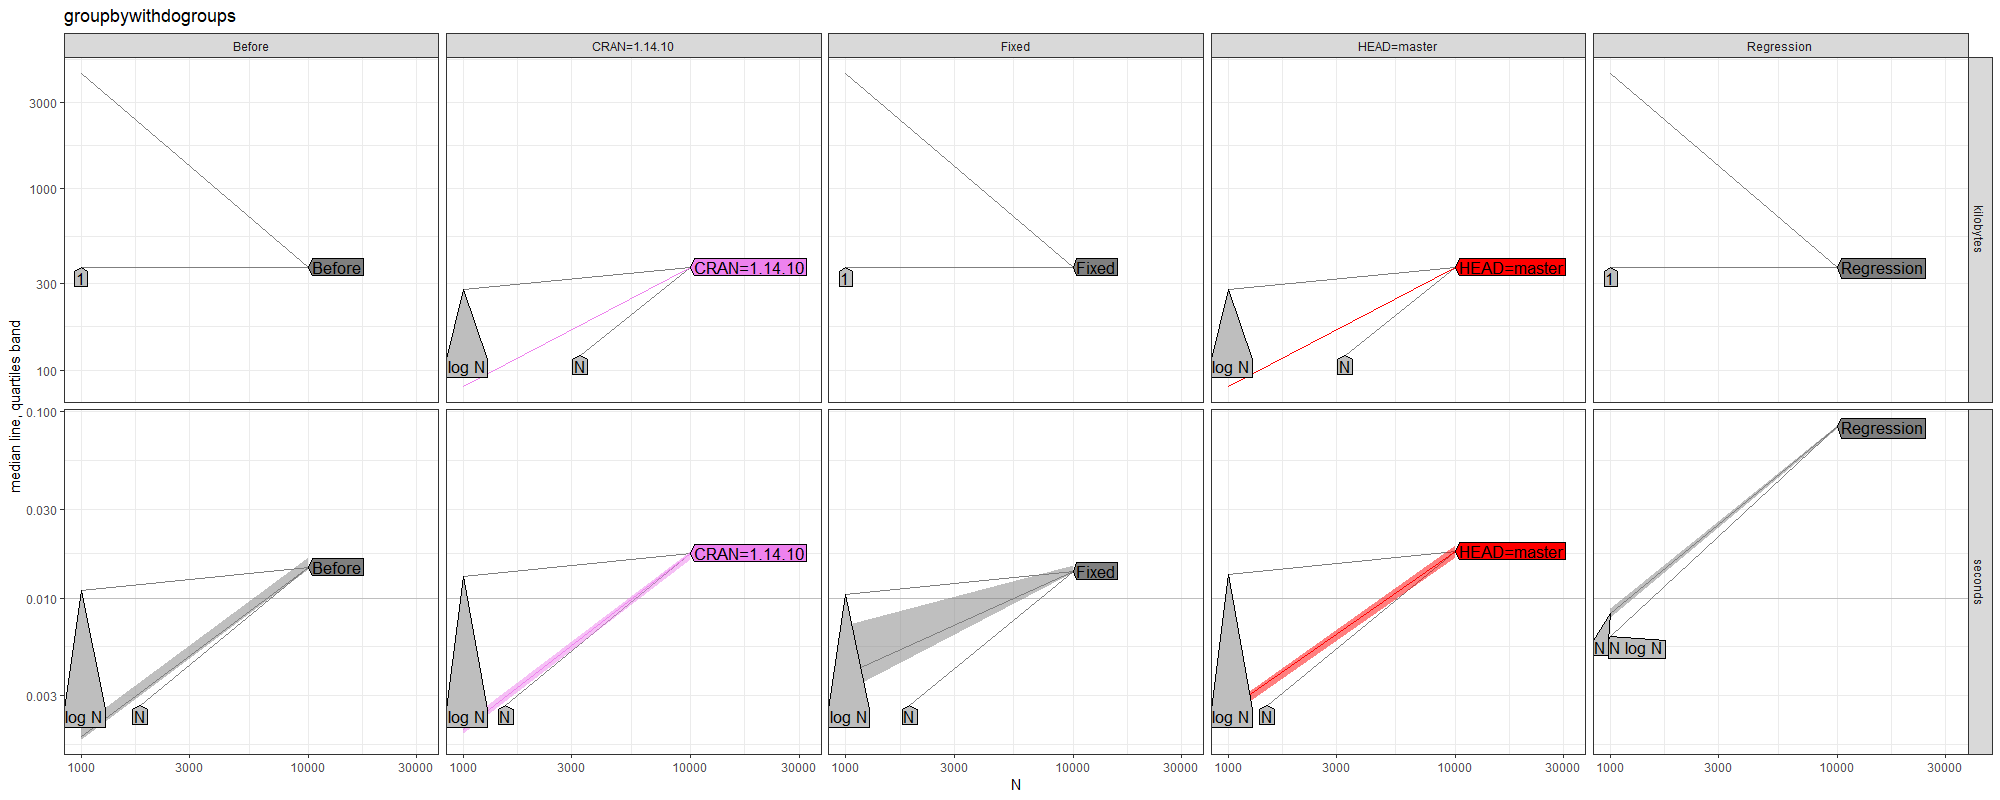 groupbywithdogroups
Before
CRAN=1.14.10
Fixed
HEAD=master
Regression
median line, quartiles band
3000
1000
300
100
1
Before
log N
N
CRAN=1.14.10
1
Fixed
log N
N
HEAD=master
1
Regression
kilobytes
0.100
0.030
0.010
0.003
log N
N
Before
log N
N
CRAN=1.14.10
log N
N
Fixed
log N
N
HEAD=master
N
N log N
Regression
seconds
1000 3000 10000 30000
1000 3000 10000 30000
1000 3000 10000 30000
1000 3000 10000 30000
1000 3000 10000 30000
N